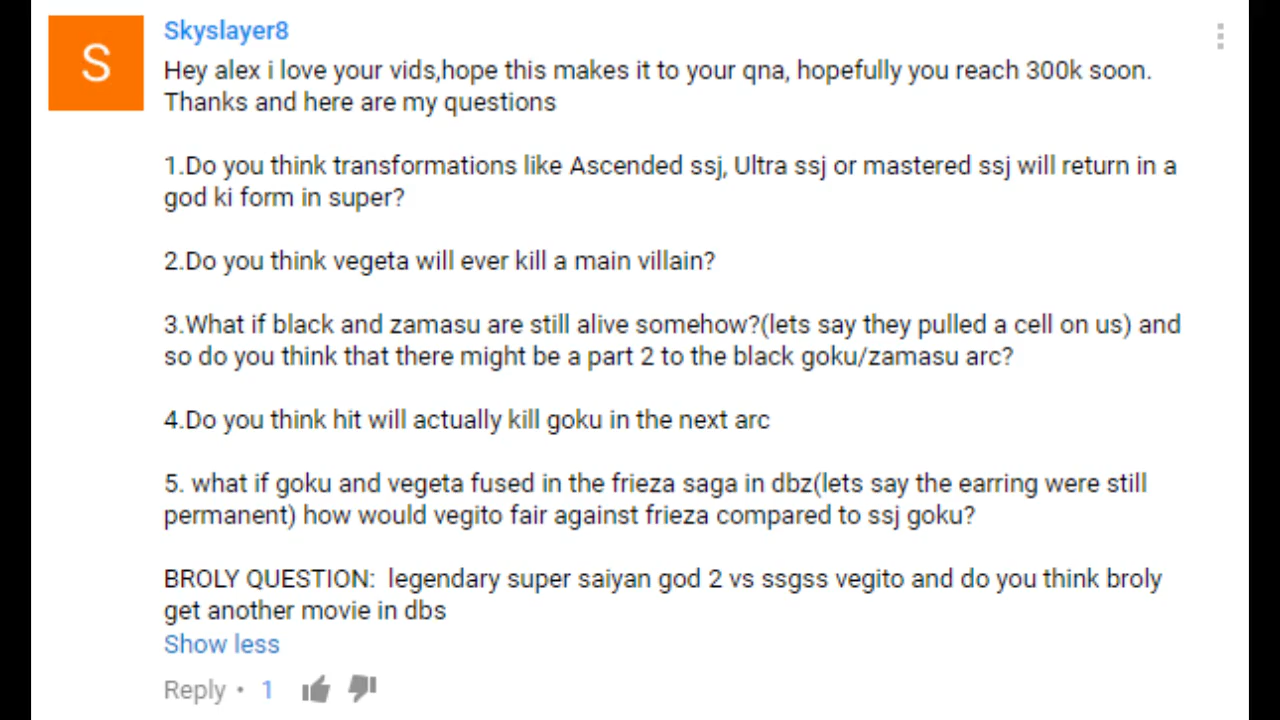 S
Skyslayer8
Hey alex i love your vids,hope this makes it to your qna, hopefully you reach 300k soon.
Thanks and here are my questions
1.Do you think transformations like Ascended ssj, Ultra ssj or mastered ssj will return in a
god ki form in super?
2.Do you think vegeta will ever kill a main villain?
3.What if black and zamasu are still alive somehow?(lets say they pulled a cell on us) and
so do you think that there might be a part 2 to the black goku/zamasu arc?
4.Do you think hit will actually kill goku in the next arc
5. what if goku and vegeta fused in the frieza saga in dbz(lets say the earring were still
permanent) how would vegito fair against frieza compared to ssj goku?
BROLY QUESTION:  legendary super saiyan god 2 vs ssgss vegito and do you think broly
get another movie in dbs
Show less
Reply • 1